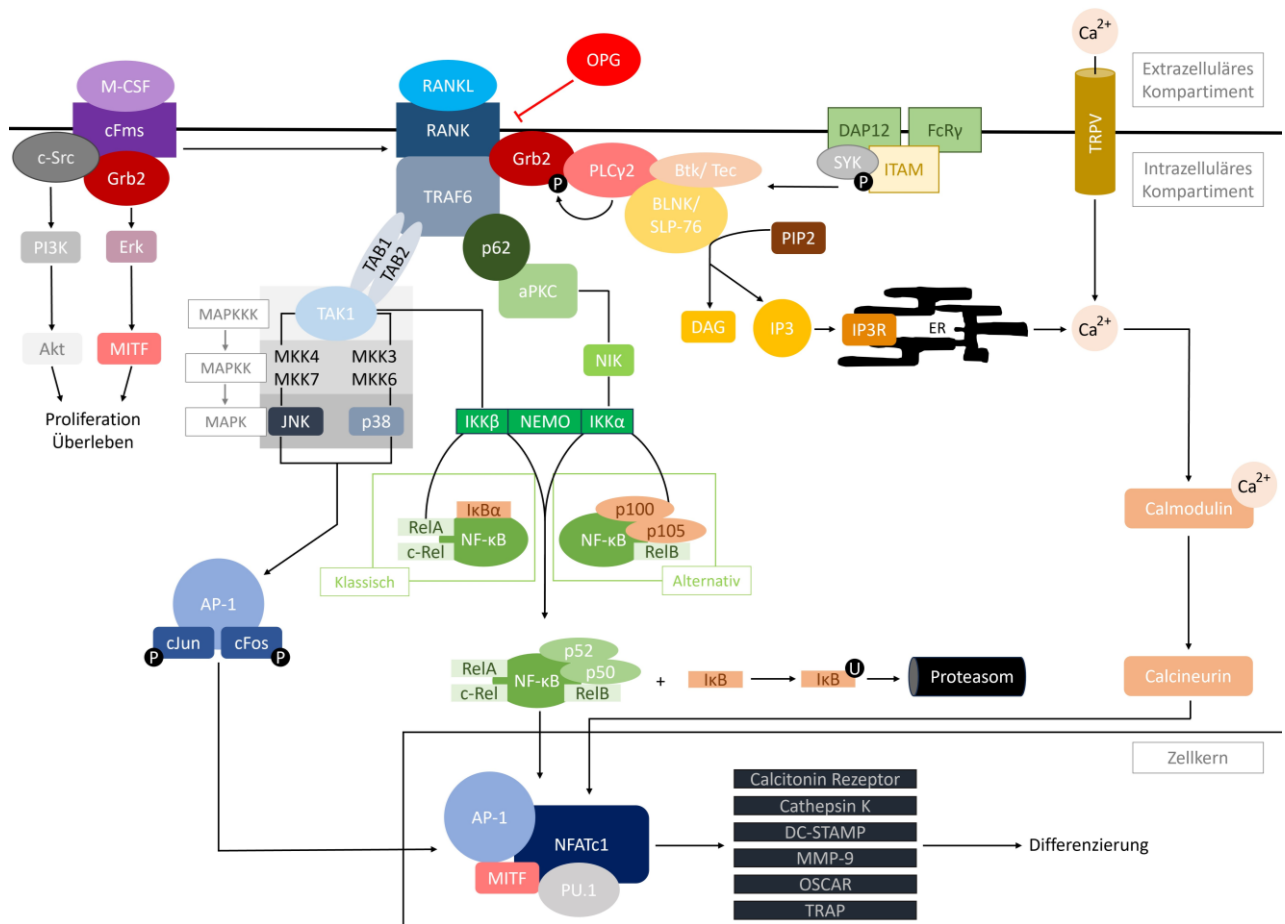 Ca²⁺
M-CSF
RANKL
OPG
Extrazelluläres
Kompartiment
cFms
RANK
DAP12
FcRγ
TRPV
c-Src
Grb2
Grb2
P
PLCγ2
Btk/ Tec
SYK
P
ITAM
Intrazelluläres
Kompartiment
TRAF6
BLNK/
SLP-76
PI3K
Erk
TAB1
TAB2
p62
PIP2
aPKC
MAPKKK
TAK1
DAG
IP3
IP3R
ER
Ca²⁺
Akt
MITF
MAPKK
MKK4
MKK7
MKK3
MKK6
NIK
Proliferation
Überleben
MAPK
JNK
p38
IKKβ
NEMO
IKKα
IκBα
RelA
NF-κB
c-Rel
Klassisch
p100
p105
NF-κB
RelB
Alternativ
Calmodulin
Ca²⁺
AP-1
cJun
cFos
P
P
p52
RelA
p50
NF-κB
c-Rel
RelB
+
IκB
IκB
U
Proteasom
Calcineurin
Zellkern
AP-1
NFATc1
MITF
PU.1
Calcitonin Rezeptor
Cathepsin K
DC-STAMP
MMP-9
OSCAR
TRAP
Differenzierung